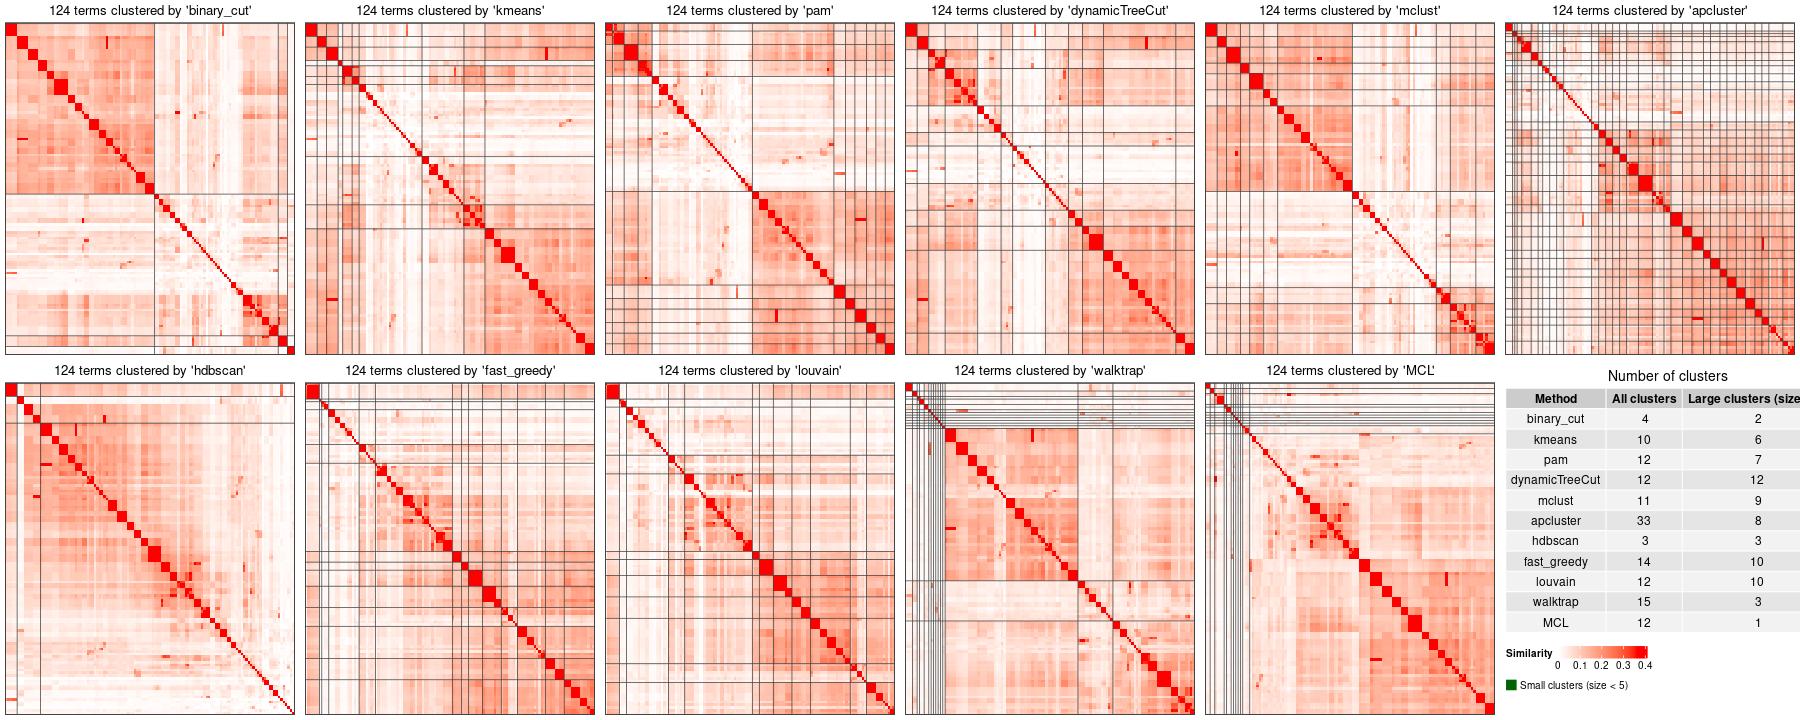 124 terms clustered by 'binary_cut'
124 terms clustered by 'kmeans'
124 terms clustered by 'pam'
124 terms clustered by 'dynamicTreeCut'
124 terms clustered by 'mclust'
124 terms clustered by 'apcluster'
124 terms clustered by 'hdbscan'
124 terms clustered by 'fast_greedy'
124 terms clustered by 'louvain'
124 terms clustered by 'walktrap'
124 terms clustered by 'MCL'
Number of clusters
Method All clusters Large clusters (size
binary_cut 4 2
kmeans 10 6
pam 12 7
dynamicTreeCut 12 12
mclust 11 9
apcluster 33 8
hdbscan 3 3
fast_greedy 14 10
louvain 12 10
walktrap 15 3
MCL 12 1
Similarity
0 0.1 0.2 0.3 0.4
Small clusters (size < 5)